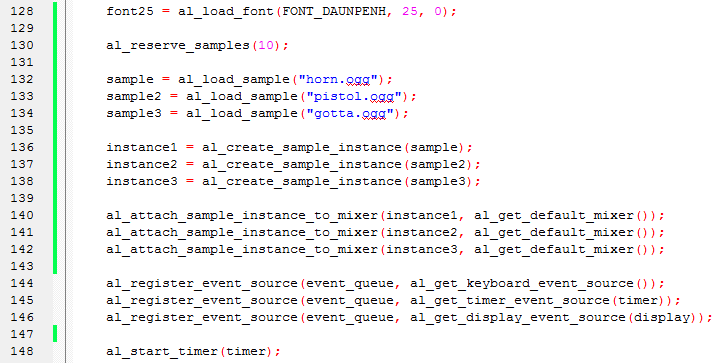 128 font25 = al_load_font(FONT_DAUNPENH, 25, 0);
129
130 al_reserve_samples(10);
131
132 sample = al_load_sample("horn.ogg");
133 sample2 = al_load_sample("pistol.ogg");
134 sample3 = al_load_sample("gotta.ogg");
135
136 instance1 = al_create_sample_instance(sample);
137 instance2 = al_create_sample_instance(sample2);
138 instance3 = al_create_sample_instance(sample3);
139
140 al_attach_sample_instance_to_mixer(instance1, al_get_default_mixer());
141 al_attach_sample_instance_to_mixer(instance2, al_get_default_mixer());
142 al_attach_sample_instance_to_mixer(instance3, al_get_default_mixer());
143
144 al_register_event_source(event_queue, al_get_keyboard_event_source());
145 al_register_event_source(event_queue, al_get_timer_event_source(timer));
146 al_register_event_source(event_queue, al_get_display_event_source(display));
147
148 al_start_timer(timer);